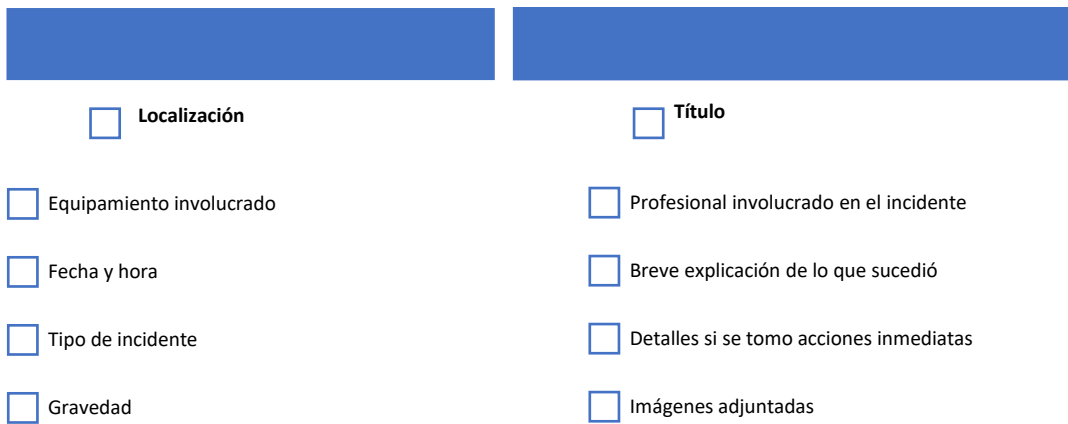 Localización
Equipamiento involucrado
Fecha y hora
Tipo de incidente
Gravedad
Título
Profesional involucrado en el incidente
Breve explicación de lo que sucedió
Detalles si se tomo acciones inmediatas
Imágenes adjuntadas